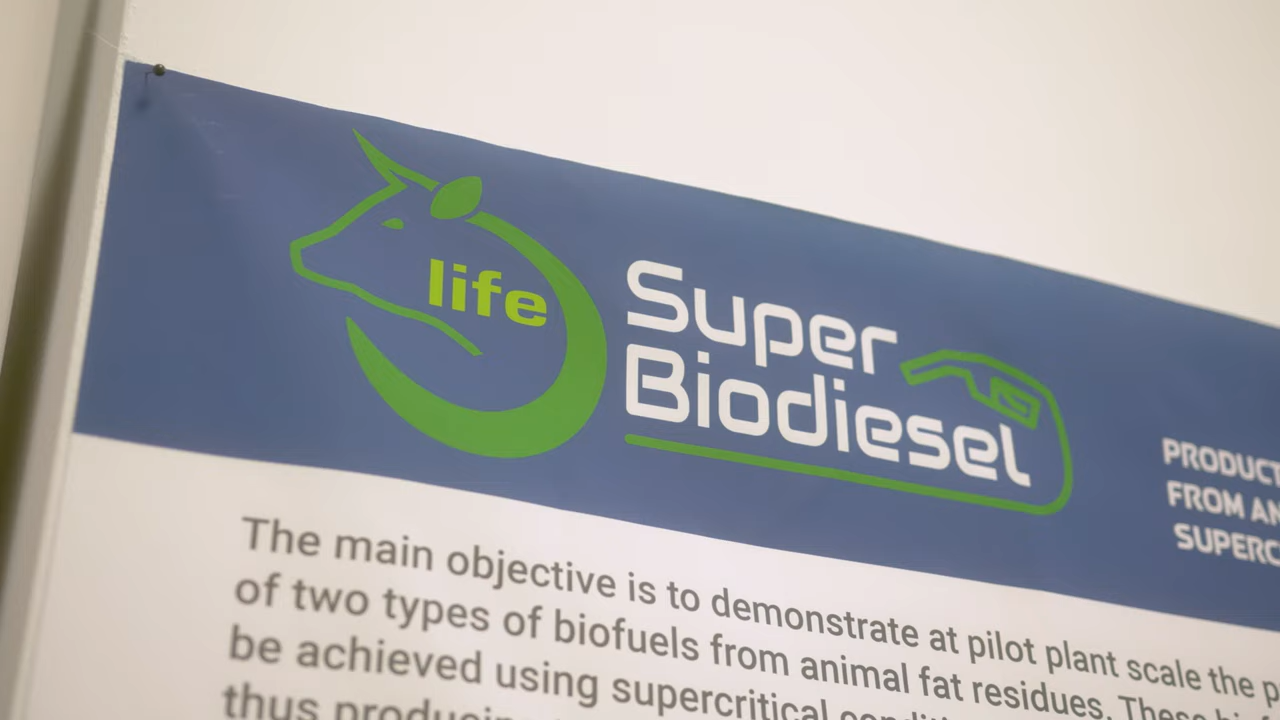 life
Super
Biodiesel
PRODUCT
FROM AN
SUPERC
The main objective is to demonstrate at pilot plant scale the p
of two types of biofuels from animal fat residues. These
be achieved using supercritical
thus